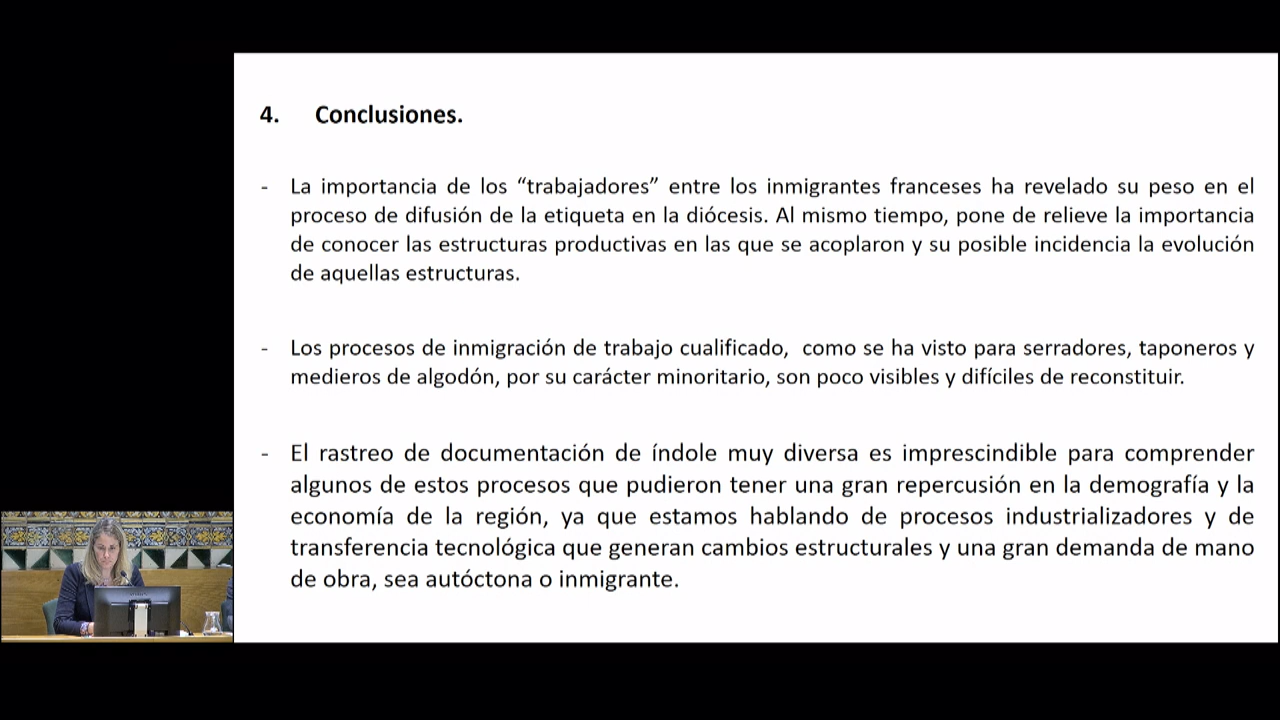 4. Conclusiones.
- La importancia de los “trabajadores” entre los inmigrantes franceses ha revelado su peso en el
proceso de difusión de la etiqueta en la diócesis. Al mismo tiempo, pone de relieve la importancia
de conocer las estructuras productivas en las que se acoplaron y su posible incidencia la evolución
de aquellas estructuras.
- Los procesos de inmigración de trabajo cualificado, como se ha visto para serradores, taponeros y
medieros de algodón, por su carácter minoritario, son poco visibles y difíciles de reconstituir.
- El rastreo de documentación de índole muy diversa es imprescindible para comprender
algunos de estos procesos que pudieron tener una gran repercusión en la demografía y la
economía de la región, ya que estamos hablando de procesos industrializadores y de
transferencia tecnológica que generan cambios estructurales y una gran demanda de mano
de obra, sea autóctona o inmigrante.